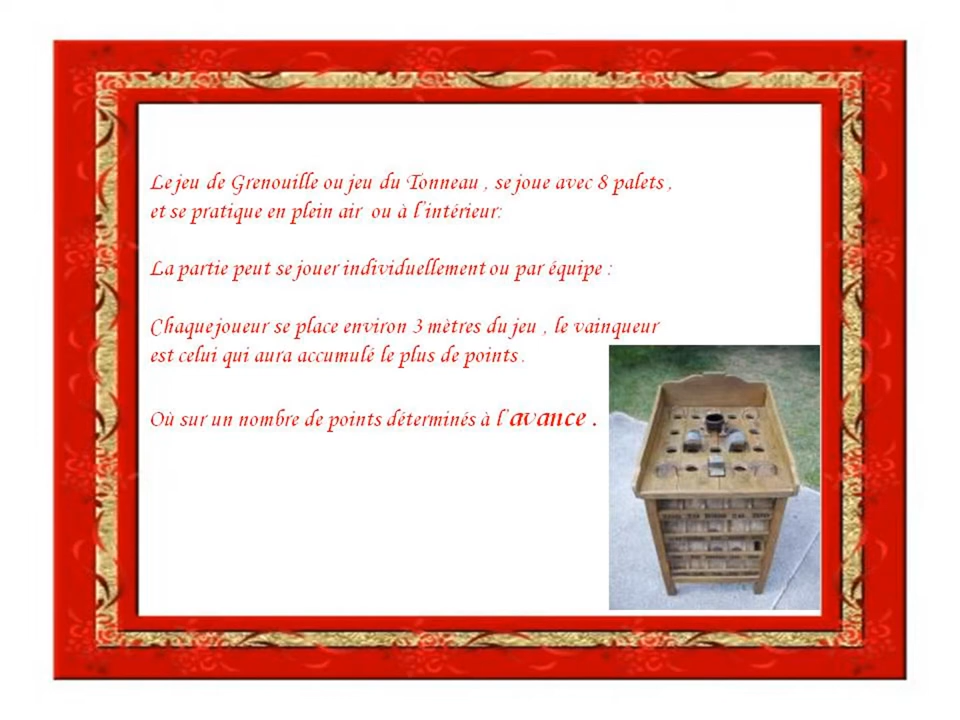 Le jeu de Grenouille ou jeu du Tonneau , se joue avec 8 palets ,
et se pratique en plein air ou à l'intérieur:
La partie peut se jouer individuellement ou par équipe :
Chaque joueur se place environ 3 mètres du jeu , le vainqueur
est celui qui aura accumulé le plus de points .
Où sur un nombre de points déterminés à l'avance .